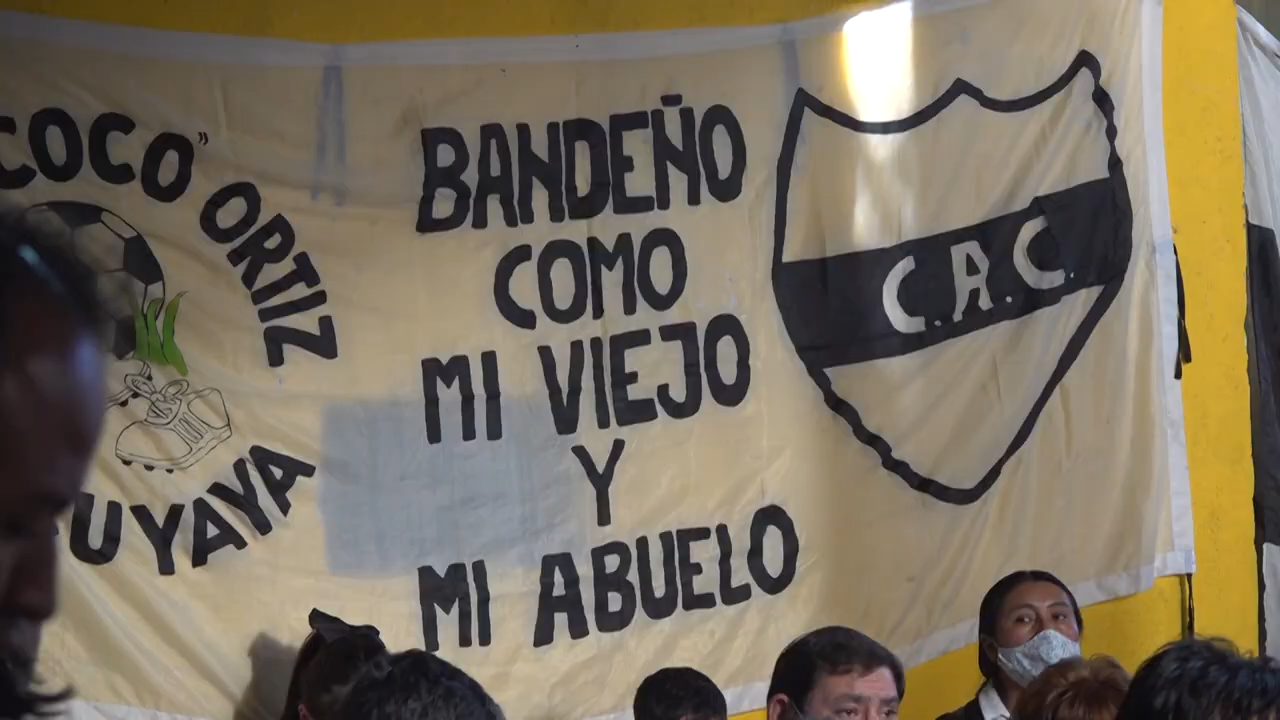 COCO" ORTIZ
UYAYA
BANDEÑO
COMO
MI VIEJO
Y
MI ABUELO
C.A.C.